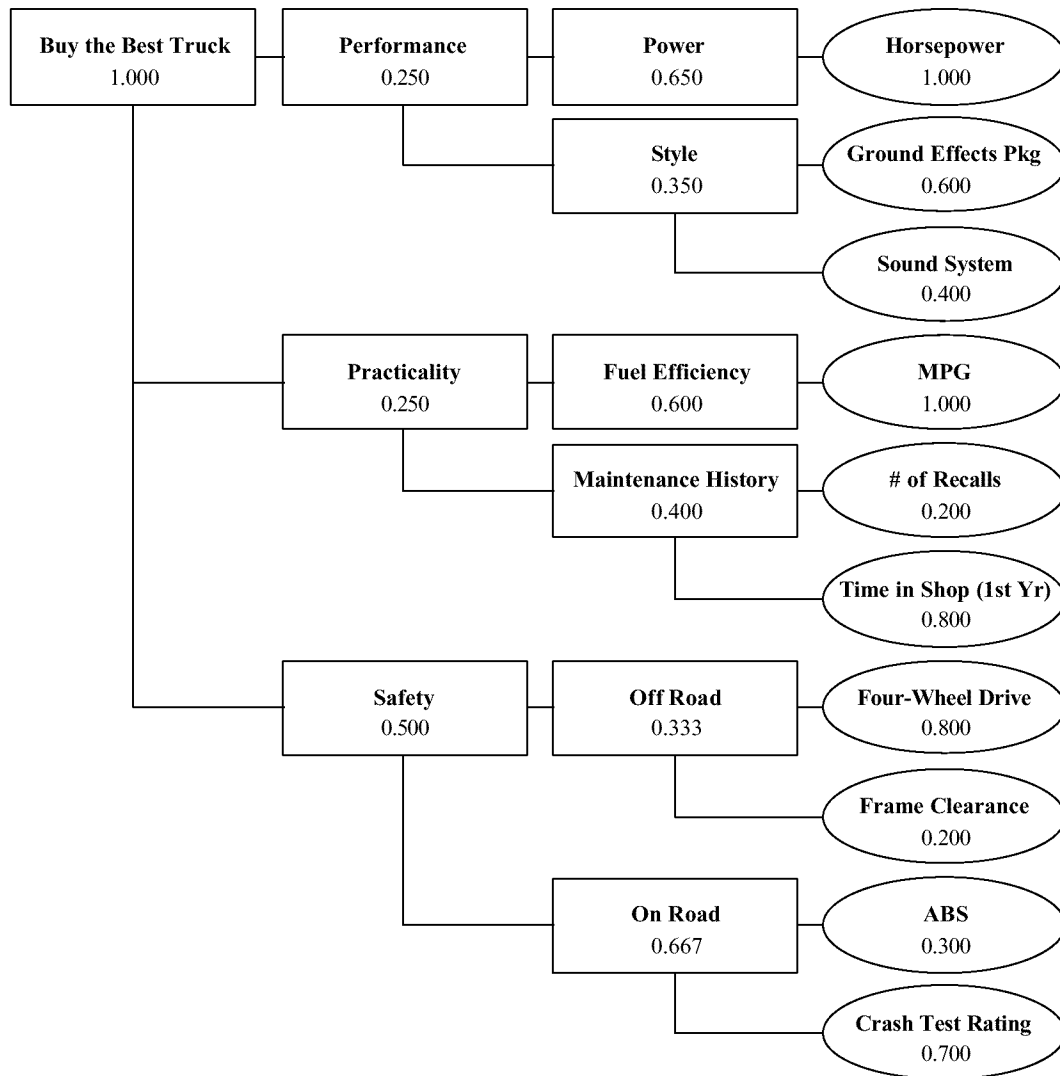 Buy the Best Truck
1.000
Performance
0.250
Power
0.650
Horsepower
1.000
Style
0.350
Ground Effects Pkg
0.600
Sound System
0.400
Practicality
0.250
Fuel Efficiency
0.600
MPG
1.000
Maintenance History
0.400
# of Recalls
0.200
Time in Shop (1st Yr)
0.800
Safety
0.500
Off Road
0.333
Four-Wheel Drive
0.800
Frame Clearance
0.200
On Road
0.667
ABS
0.300
Crash Test Rating
0.700